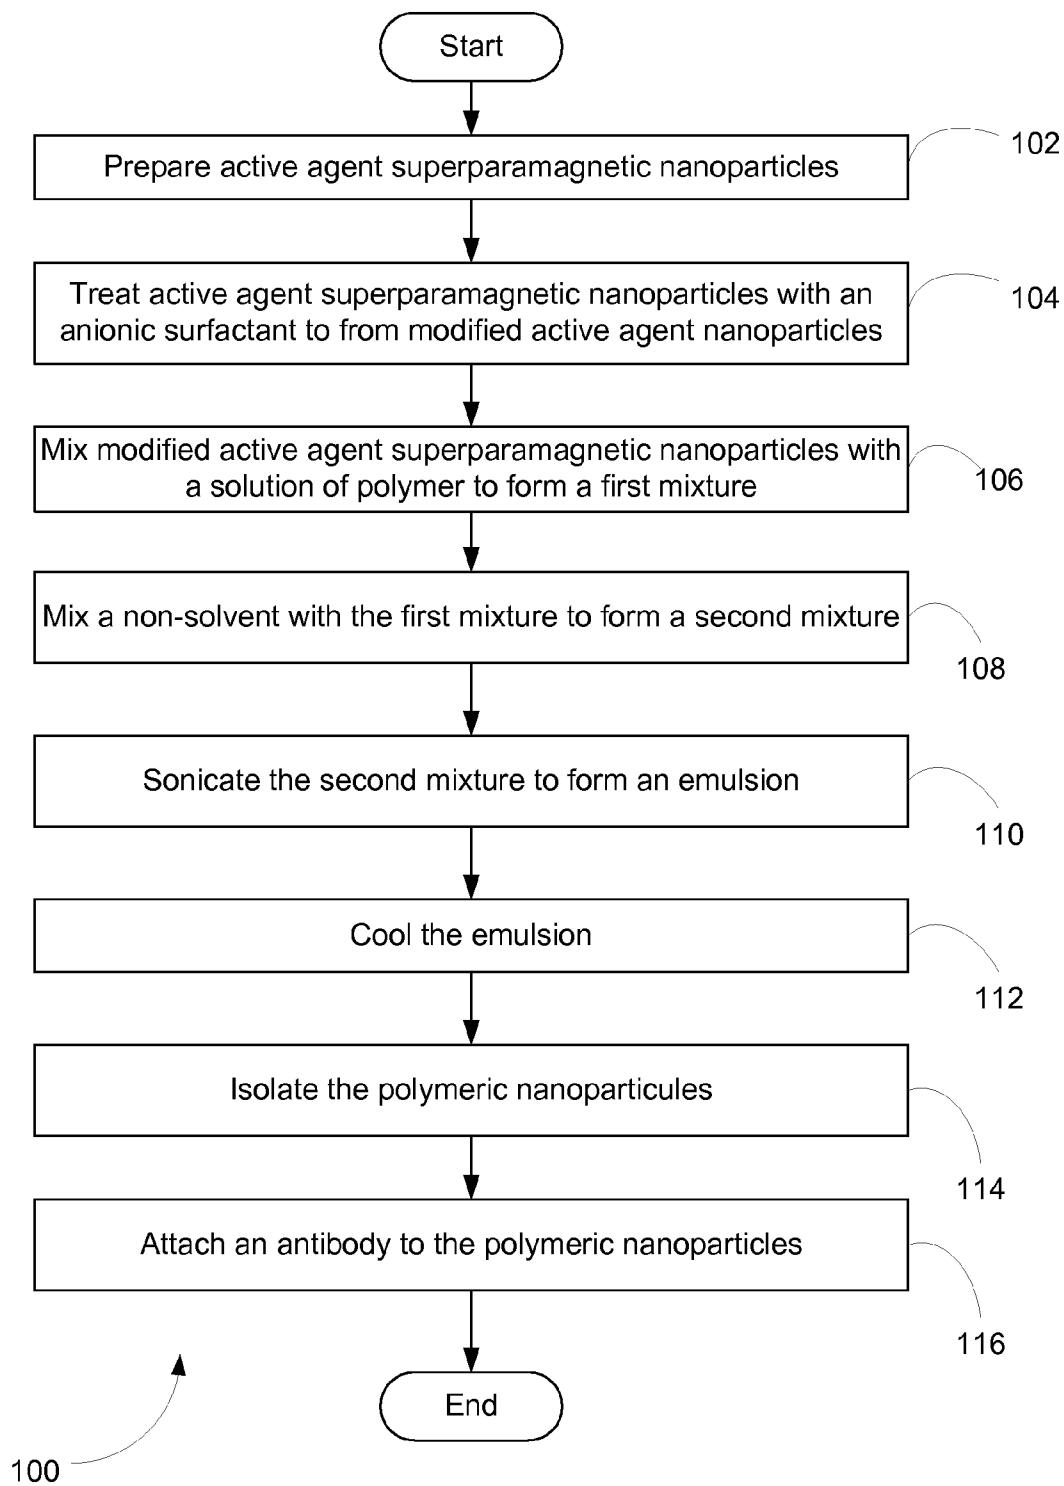 Start
Prepare active agent superparamagnetic nanoparticles
102
Treat active agent superparamagnetic nanoparticles with an
anionic surfactant to from modified active agent nanoparticles
104
Mix modified active agent superparamagnetic nanoparticles with
a solution of polymer to form a first mixture
106
Mix a non-solvent with the first mixture to form a second mixture
108
Sonicate the second mixture to form an emulsion
110
Cool the emulsion
112
Isolate the polymeric nanoparticules
114
Attach an antibody to the polymeric nanoparticles
116
End
100